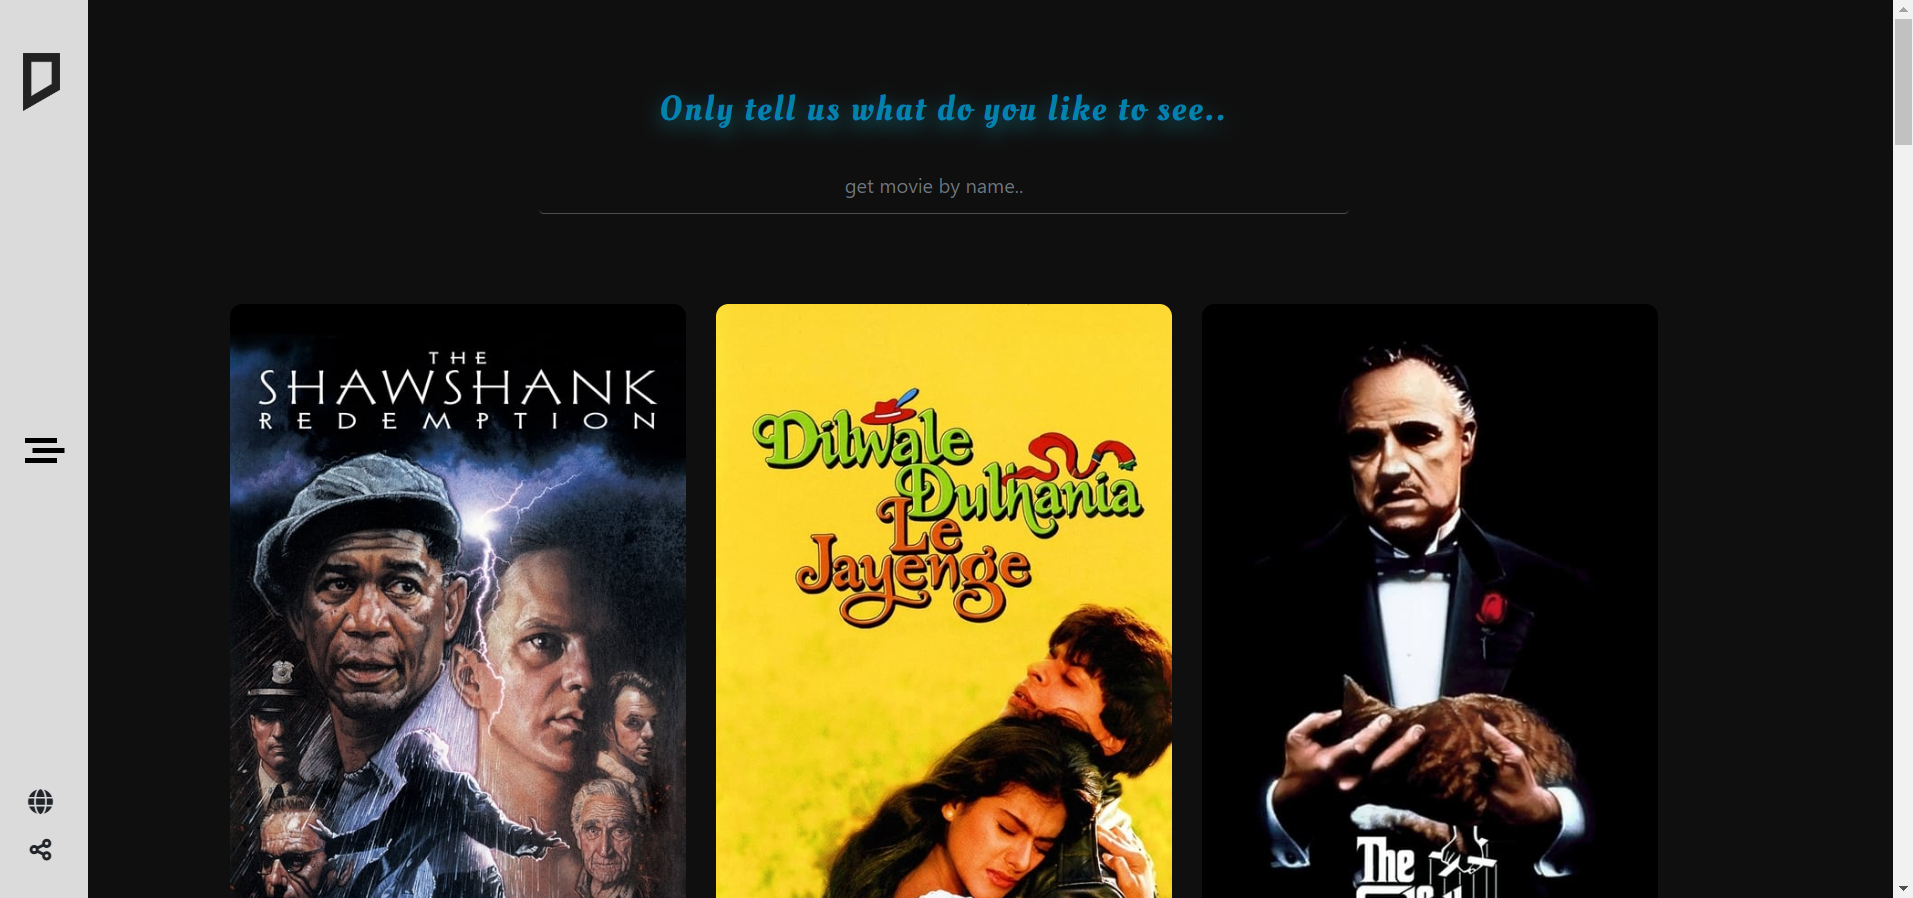 Only tell us what do you like to see..
get movie by name..
THE
SHAWSHANK
REDEMPTION
Dilwale
Dulhania
Le
Jayenge
The